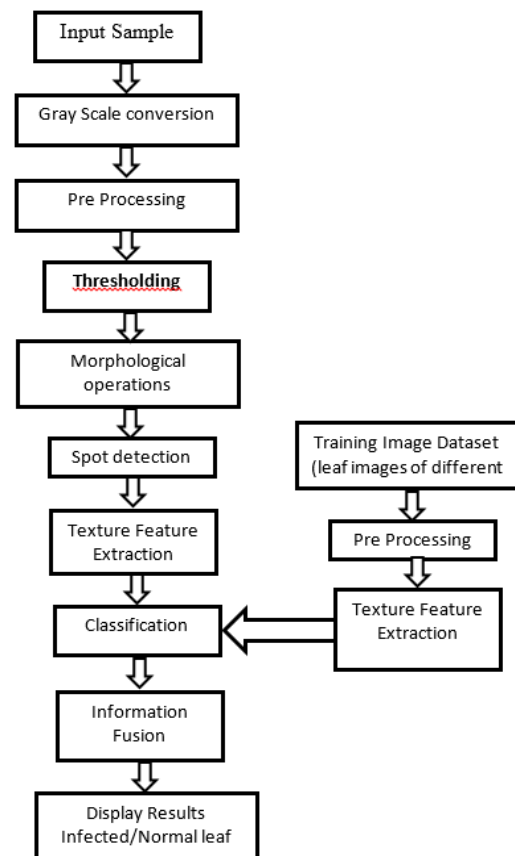 Input Sample
Gray Scale conversion
Pre Processing
Thresholding
Morphological
operations
Spot detection
Texture Feature
Extraction
Classification
Information
Fusion
Display Results
Infected/Normal leaf
Training Image Dataset
(leaf images of different
Pre Processing
Texture Feature
Extraction